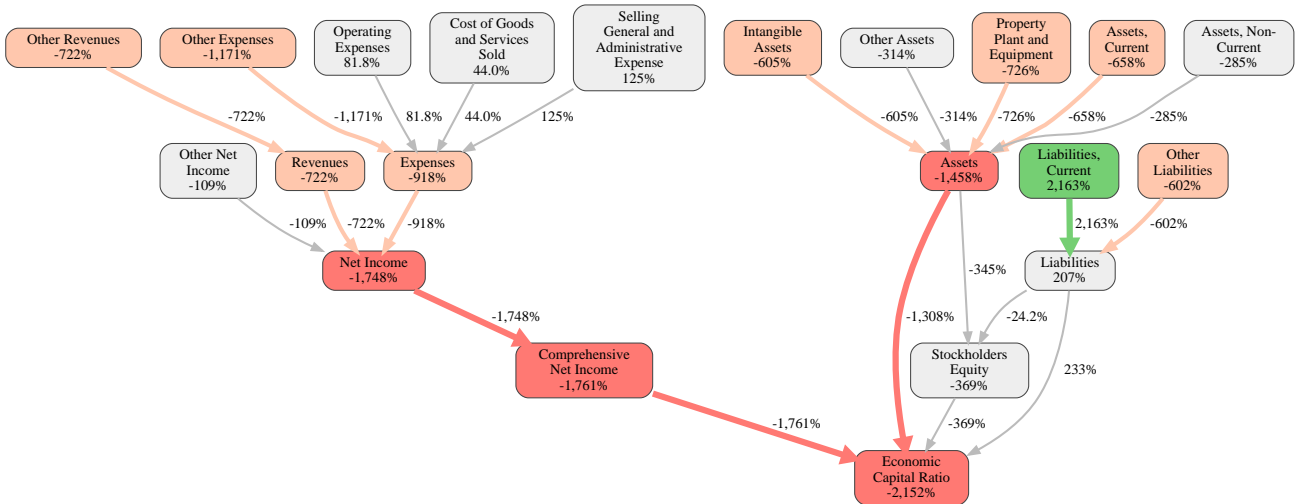 Other Revenues
-722%
Other Expenses
-1,171%
Operating
Expenses
81.8%
Cost of Goods
and Services
Sold
44.0%
Selling
General and
Administrative
Expense
125%
Intangible
Assets
-605%
Other Assets
-314%
Property
Plant and
Equipment
-726%
Assets,
Current
-658%
Assets, Non-
Current
-285%
-722%
-1,171%
81.8%
44.0%
125%
-605%
-314%
-726%
-658%
-285%
Other Net
Income
-109%
Revenues
-722%
Expenses
-918%
Assets
-1,458%
Liabilities,
Current
2,163%
Other
Liabilities
-602%
-109%
-722%
-918%
2,163%
-602%
Net Income
-1,748%
-345%
Liabilities
207%
-1,748%
-1,308%
-24.2%
Comprehensive
Net Income
-1,761%
Stockholders
Equity
-369%
233%
-1,761%
-369%
Economic
Capital Ratio
-2,152%